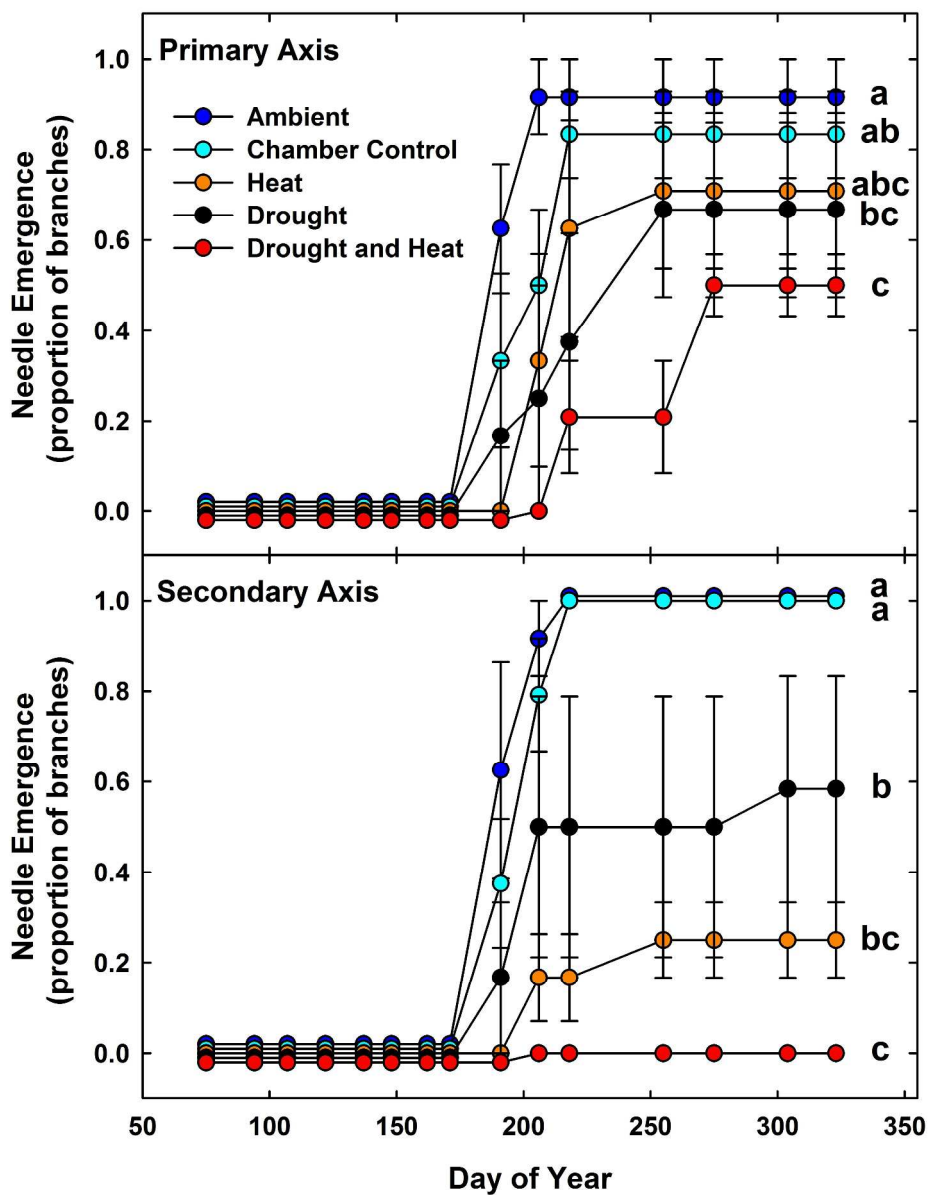 Primary Axis
Ambient
Chamber Control
Heat
Drought
Drought and Heat
a
ab
abc
bc
c
1.0
0.8
0.6
0.4
0.2
0.0
Needle Emergence
(proportion of branches)
Secondary Axis
a
a
b
bc
c
1.0
0.8
0.6
0.4
0.2
0.0
Needle Emergence
(proportion of branches)
50 100 150 200 250 300 350
Day of Year